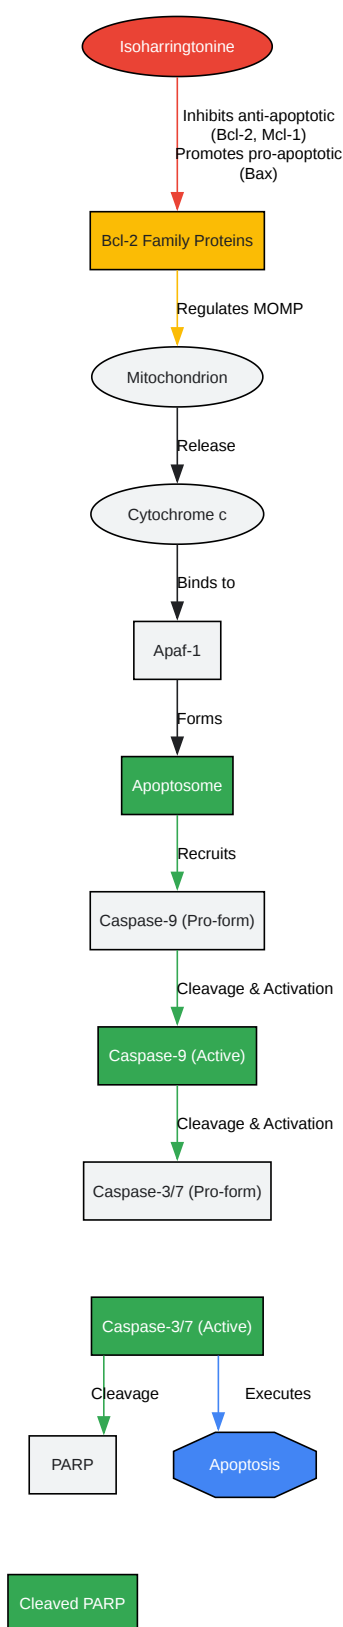 Isoharringtonine
Inhibits anti-apoptotic
(Bcl-2, Mcl-1)
Promotes pro-apoptotic
(Bax)
Bcl-2 Family Proteins
Regulates MOMP
Mitochondrion
Release
Cytochrome c
Binds to
Apaf-1
Forms
Apoptosome
Recruits
Caspase-9 (Pro-form)
Cleavage & Activation
Caspase-9 (Active)
Cleavage & Activation
Caspase-3/7 (Pro-form)
Caspase-3/7 (Active)
Cleavage
Executes
PARP
Apoptosis
Cleaved PARP